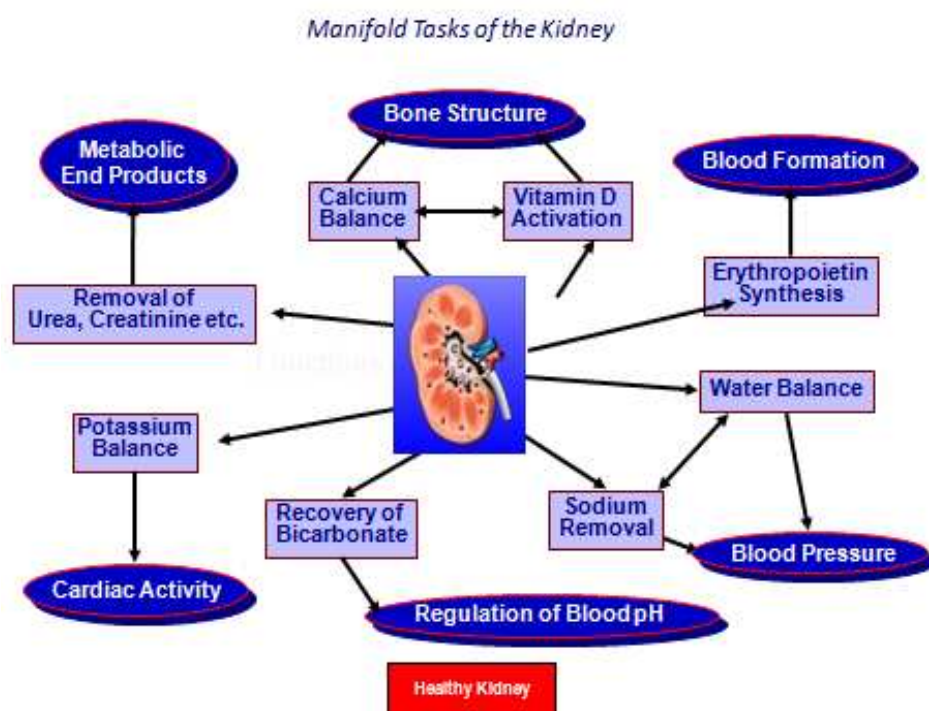 Manifold Tasks of the Kidney
Bone Structure
Metabolic
End Products
Blood Formation
Calcium
Balance
Vitamin D
Activation
Erythropoietin
Synthesis
Removal of
Urea, Creatinine etc.
Functions
Water Balance
Potassium
Balance
Recovery of
Bicarbonate
Sodium
Removal
Blood Pressure
Cardiac Activity
Regulation of Blood pH
Healthy Kidney